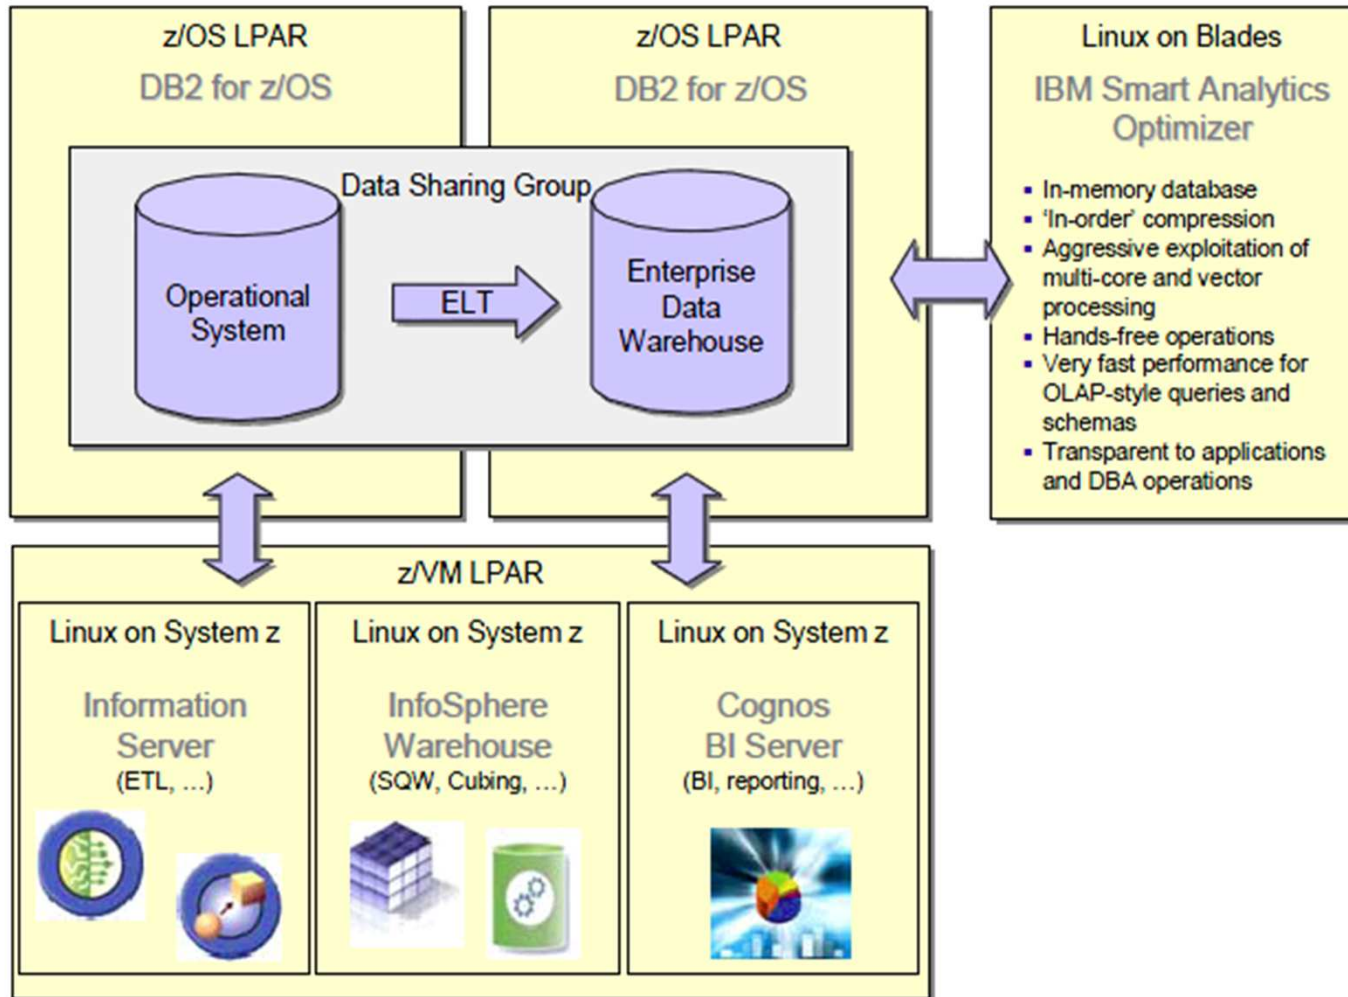 z/OS LPAR
DB2 for z/OS
z/OS LPAR
DB2 for z/OS
Data Sharing Group
Operational
System
ELT
Enterprise
Data
Warehouse
Linux on Blades
IBM Smart Analytics
Optimizer
▪ In-memory database
▪ ‘In-order’ compression
▪ Aggressive exploitation of
multi-core and vector
processing
▪ Hands-free operations
▪ Very fast performance for
OLAP-style queries and
schemas
▪ Transparent to applications
and DBA operations
z/VM LPAR
Linux on System z
Information
Server
(ETL, …)
Linux on System z
InfoSphere
Warehouse
(SQW, Cubing, …)
Linux on System z
Cognos
BI Server
(BI, reporting, …)